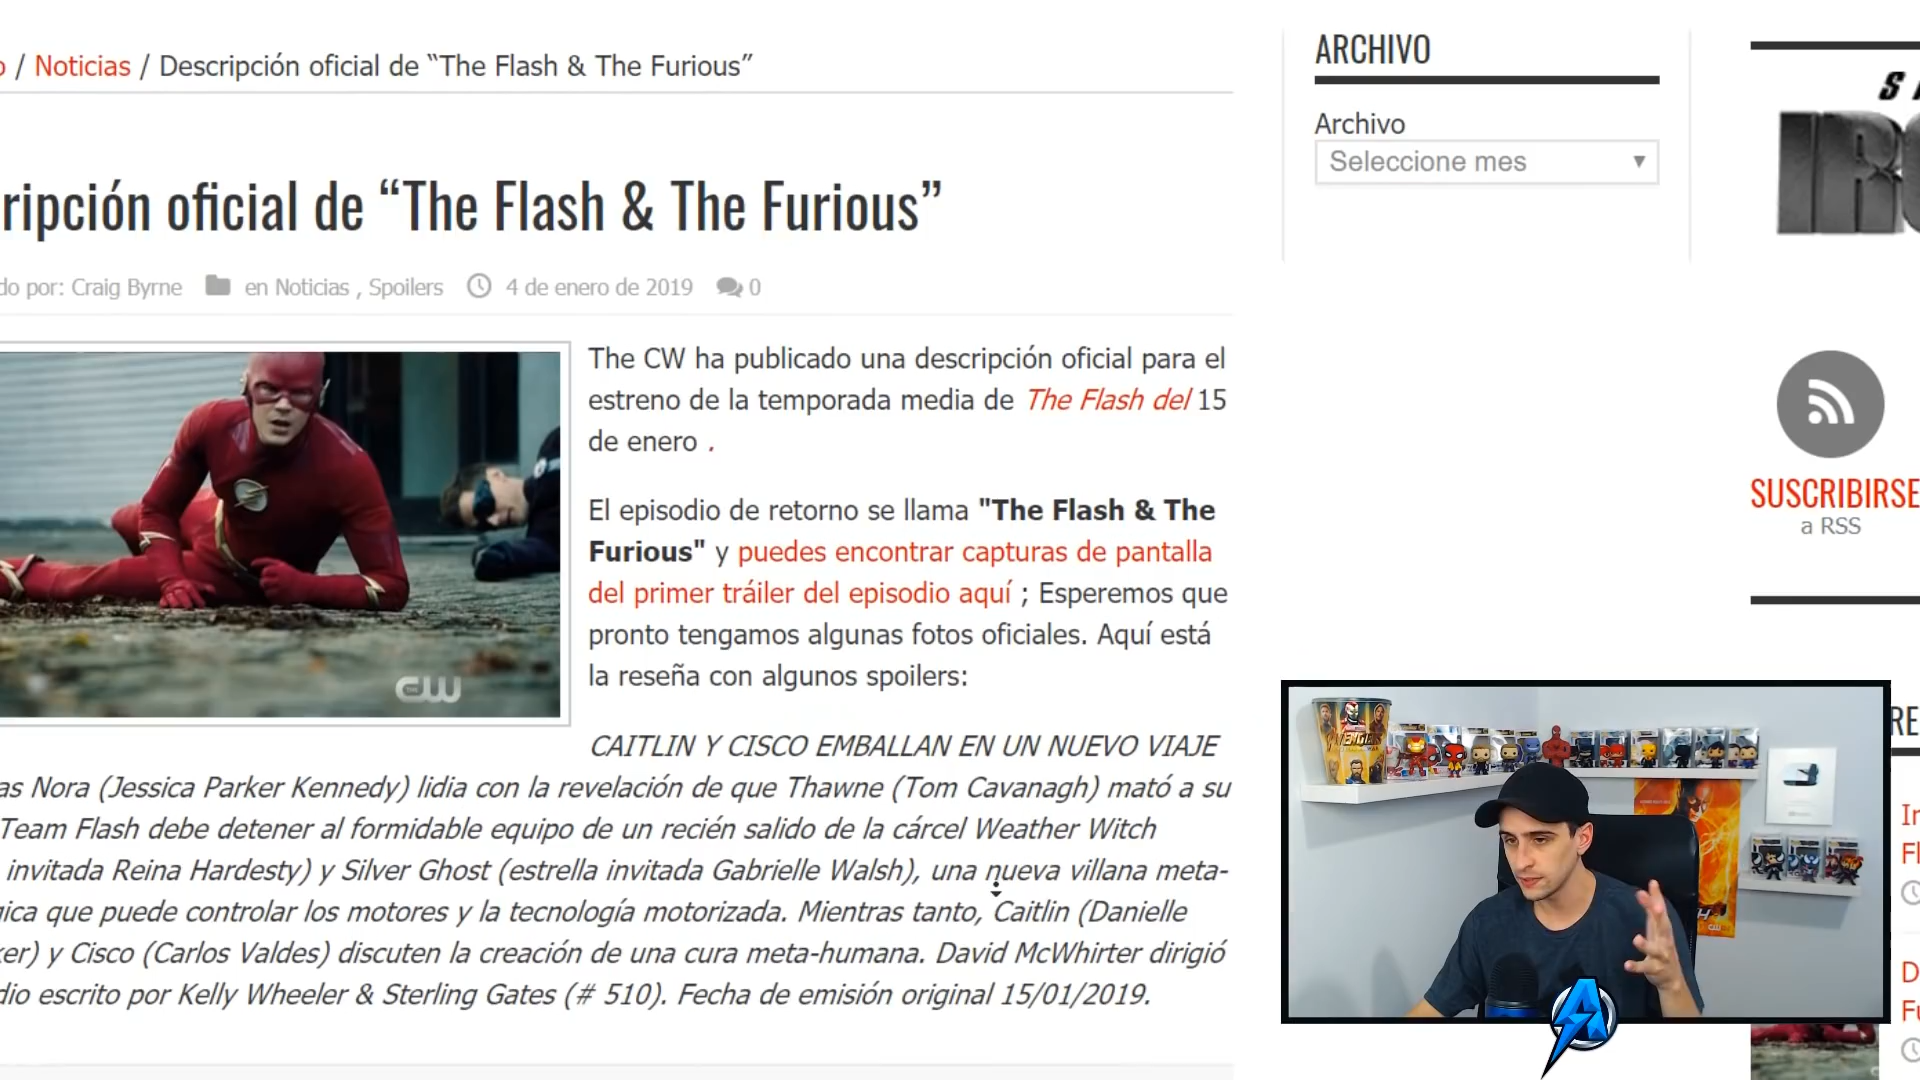 / Noticias / Descripción oficial de “The Flash & The Furious”
ripción oficial de “The Flash & The Furious”
do por: Craig Byrne en Noticias , Spoilers 4 de enero de 2019 0
The CW ha publicado una descripción oficial para el
estreno de la temporada media de The Flash del 15
de enero .
El episodio de retorno se llama "The Flash & The
Furious" y puedes encontrar capturas de pantalla
del primer tráiler del episodio aquí ; Esperemos que
pronto tengamos algunas fotos oficiales. Aquí está
la reseña con algunos spoilers:
CAITLIN Y CISCO EMBALLAN EN UN NUEVO VIAJE
as Nora (Jessica Parker Kennedy) lidia con la revelación de que Thawne (Tom Cavanagh) mató a su
Team Flash debe detener al formidable equipo de un recién salido de la cárcel Weather Witch
invitada Reina Hardesty) y Silver Ghost (estrella invitada Gabrielle Walsh), una nueva villana meta-
gica que puede controlar los motores y la tecnología motorizada. Mientras tanto, Caitlin (Danielle
ker) y Cisco (Carlos Valdes) discuten la creación de una cura meta-humana. David McWhirter dirigió
dio escrito por Kelly Wheeler & Sterling Gates (# 510). Fecha de emisión original 15/01/2019.
CW
ARCHIVO
Archivo
Seleccione mes
SUSCRIBIRSE
a RSS
RE
AVENGERS